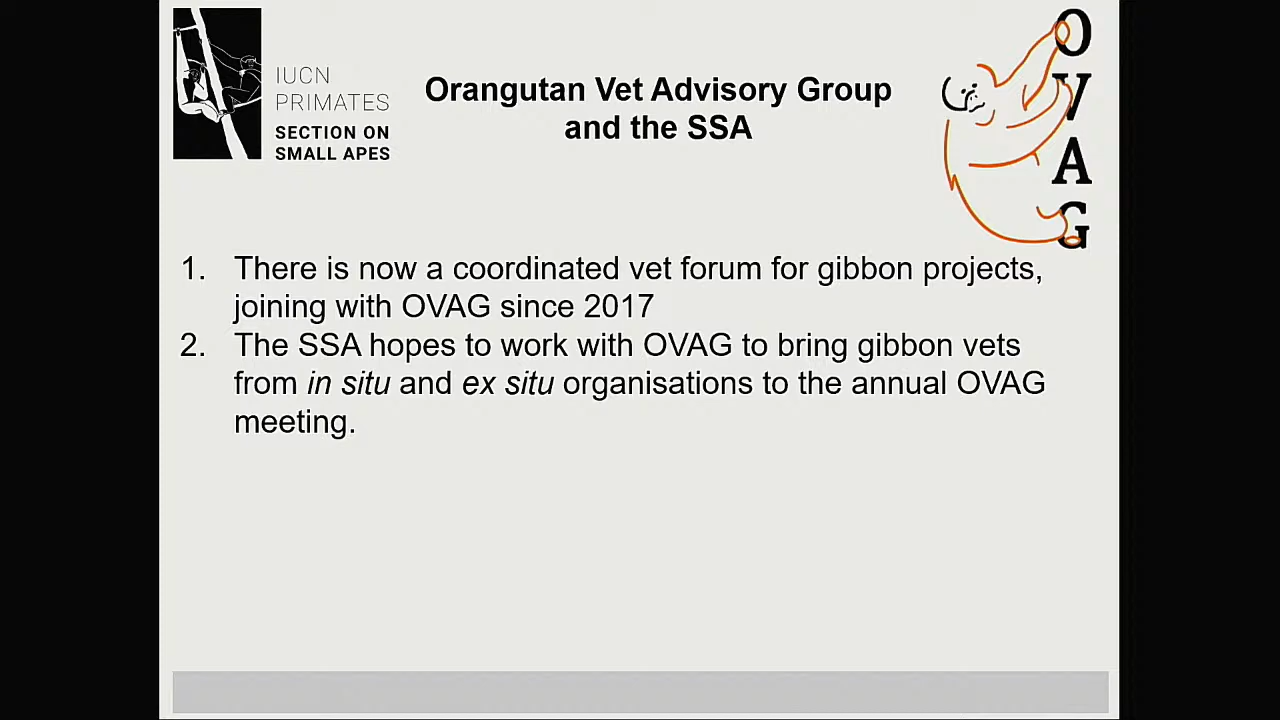 IUCN
PRIMATES
SECTION ON
SMALL APES
Orangutan Vet Advisory Group
and the SSA
O
V
A
G
1. There is now a coordinated vet forum for gibbon projects,
joining with OVAG since 2017
2. The SSA hopes to work with OVAG to bring gibbon vets
from in situ and ex situ organisations to the annual OVAG
meeting.